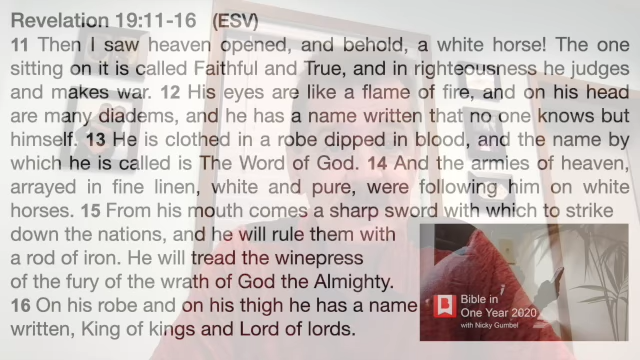 Revelation 19:11-16 (ESV)
11 Then I saw heaven opened, and behold, a white horse! The one
sitting on it is called Faithful and True, and in righteousness he judges
and makes war. 12 His eyes are like a flame of fire, and on his head
are many diadems, and he has a name written that no one knows but
himself. 13 He is clothed in a robe dipped in blood, and the name by
which he is called is The Word of God. 14 And the armies of heaven,
arrayed in fine linen, white and pure, were following him on white
horses. 15 From his mouth comes a sharp sword with which to strike
down the nations, and he will rule them with
a rod of iron. He will tread the winepress
of the fury of the wrath of God the Almighty.
16 On his robe and on his thigh he has a name
written, King of kings and Lord of lords.
Bible in
One Year 2020
with Nicky Gumbel